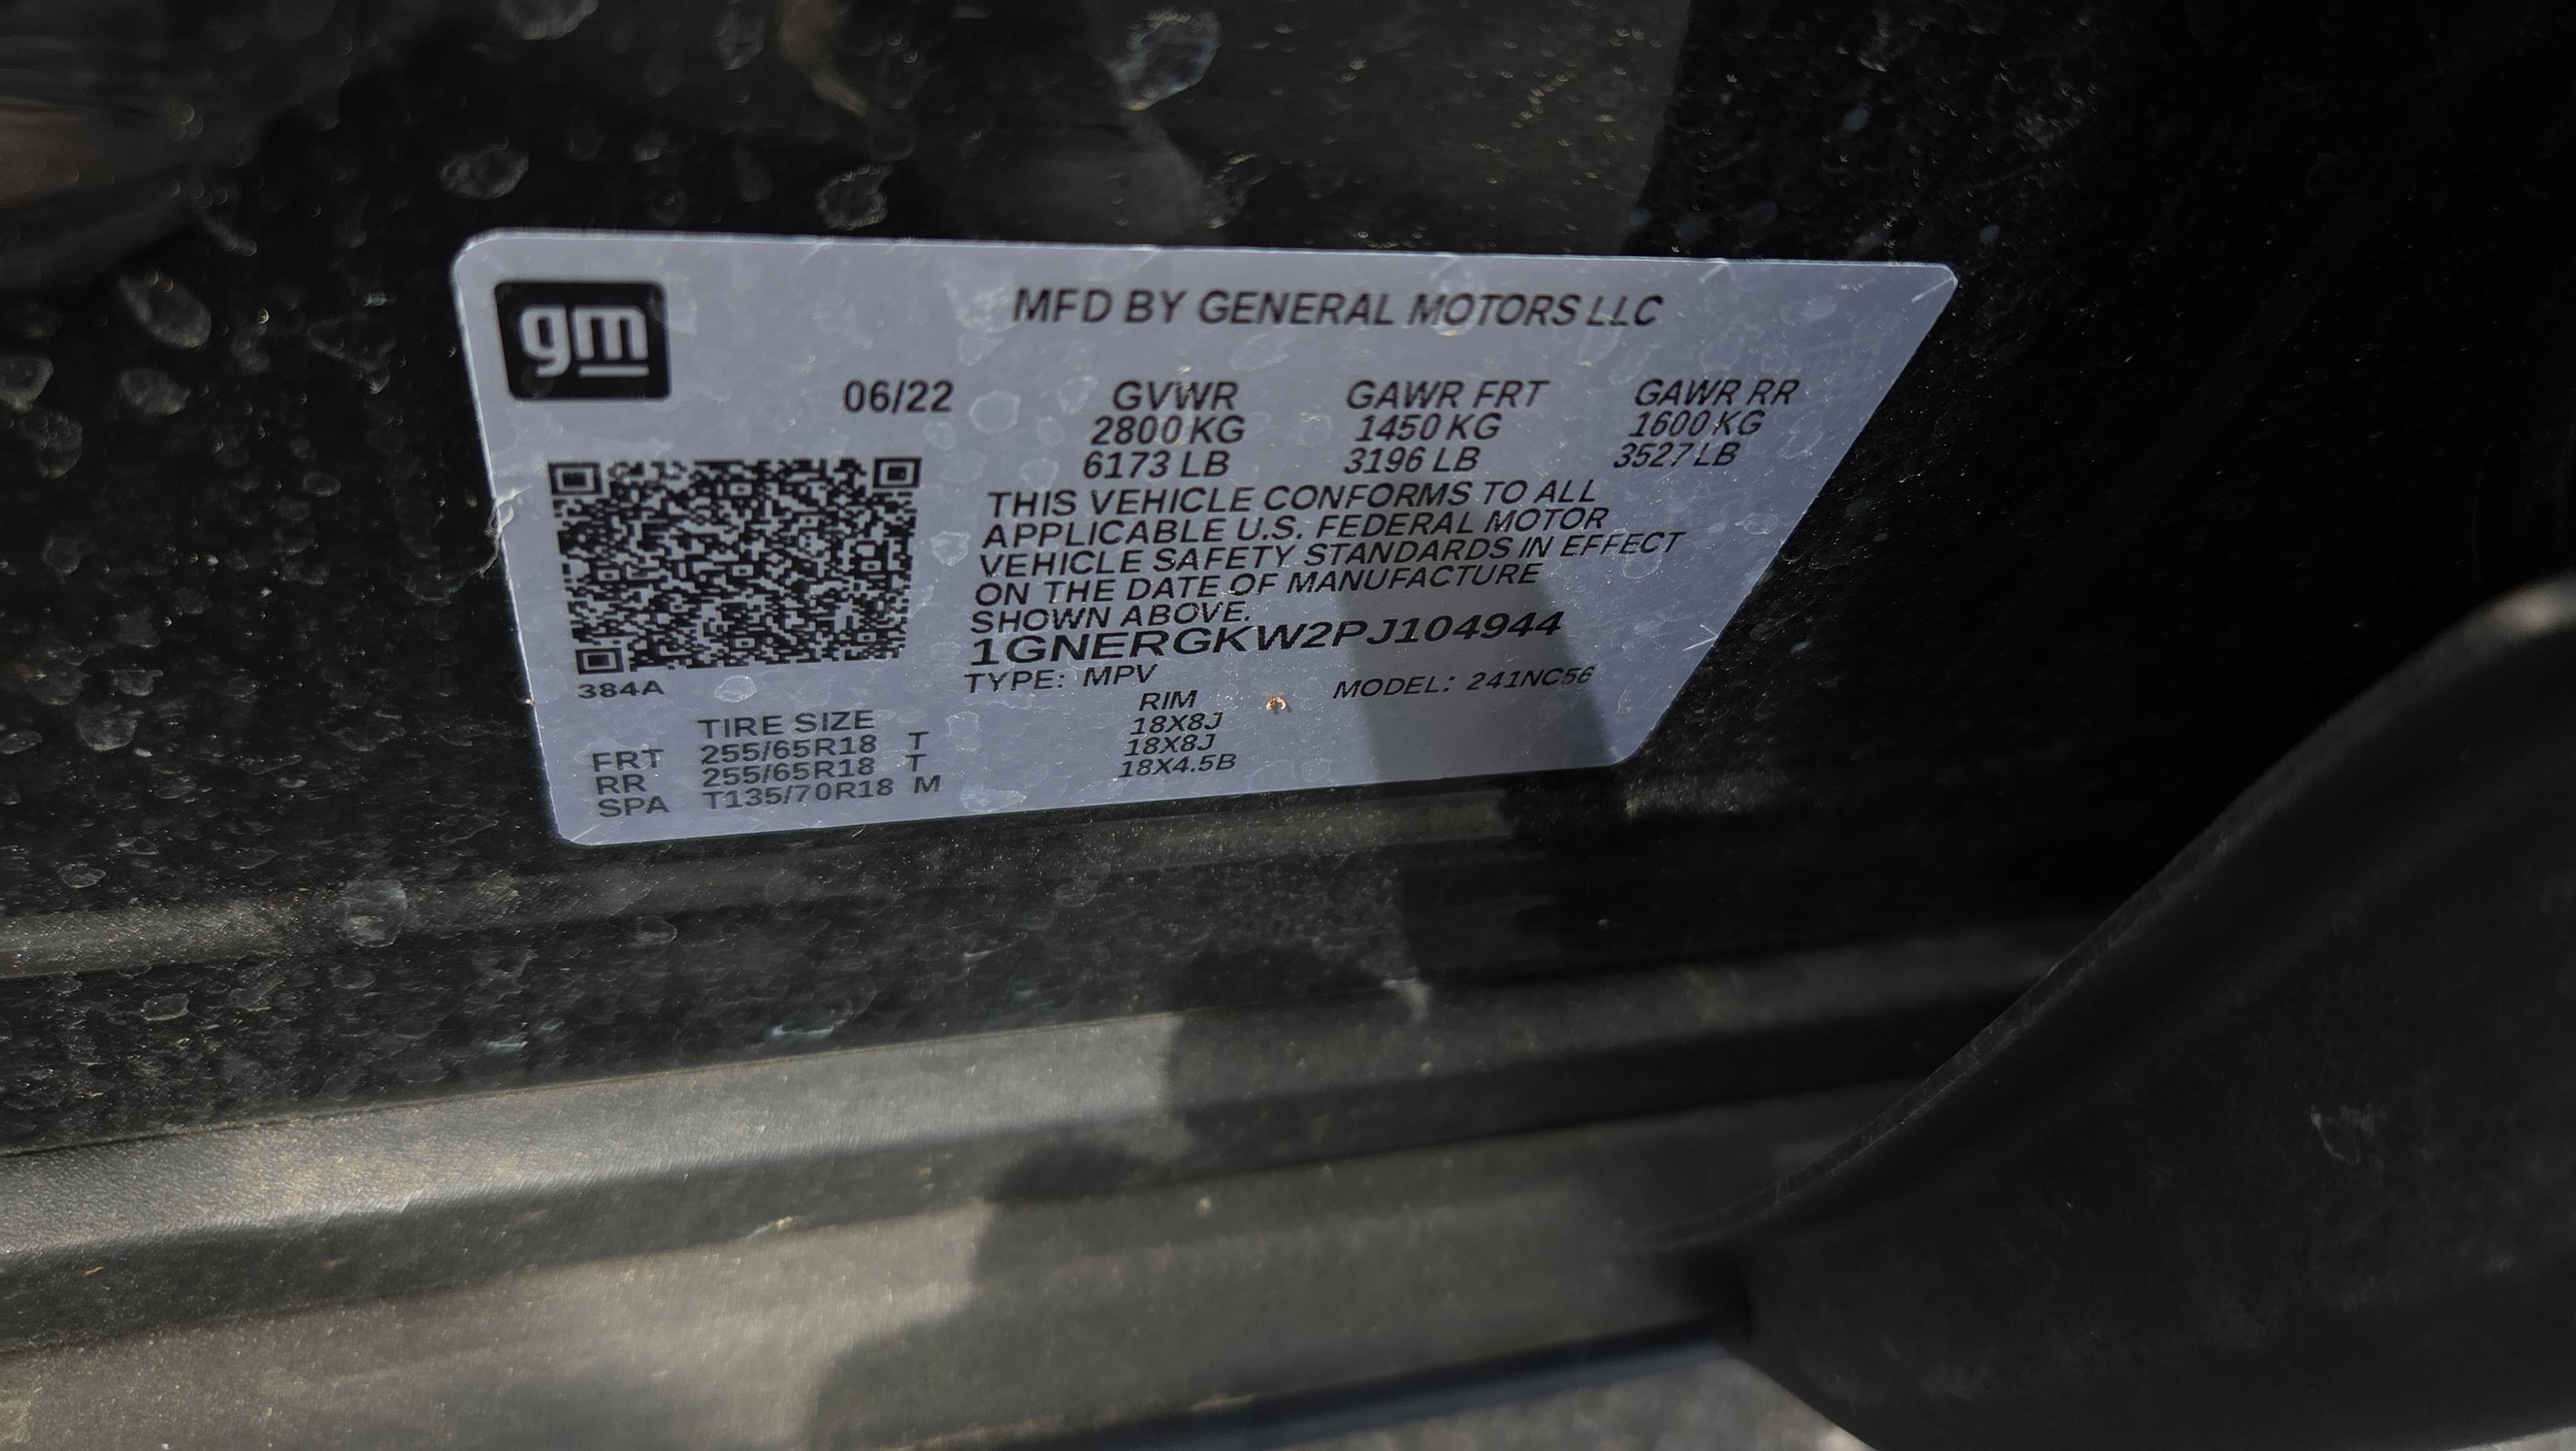 gm
MFD BY GENERAL MOTORS LLC
06/22 GVWR GAWR FRT GAWR RR
2800 KG 1450 KG 1600 KG
6173 LB 3196 LB 3527 LB
THIS VEHICLE CONFORMS TO ALL
APPLICABLE U.S. FEDERAL MOTOR
VEHICLE SAFETY STANDARDS IN EFFECT
ON THE DATE OF MANUFACTURE
SHOWN ABOVE.
1GNERGKW2PJ104944
384A TYPE: MPV MODEL: 241NC56
TIRE SIZE RIM
FRT 255/65R18 T 18X8J
RR 255/65R18 T 18X8J
SPA T135/70R18 M 18X4.5B